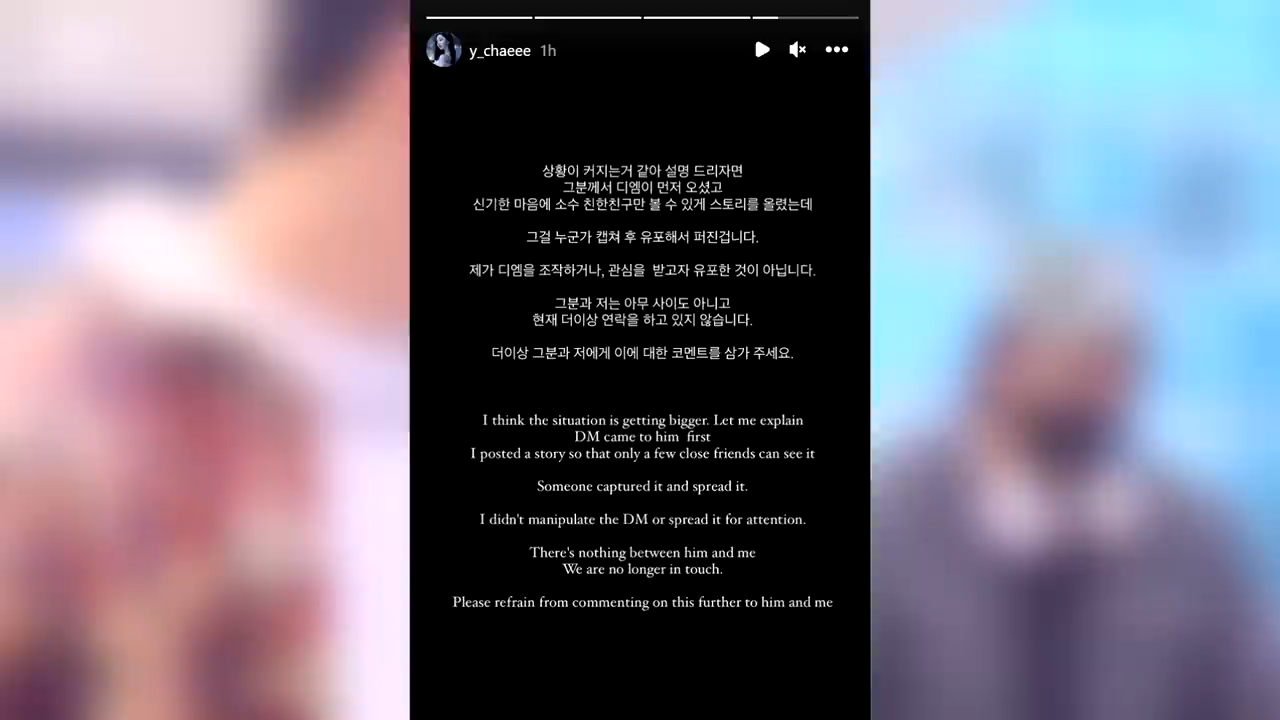 y_chaeee 1h
상황이 커지는거 같아 설명 드리자면
그분께서 디엠이 먼저 오셨고
신기한 마음에 소수 친한친구만 볼 수 있게 스토리를 올렸는데
그걸 누군가 캡쳐 후 유포해서 퍼진겁니다.
제가 디엠을 조작하거나, 관심을 받고자 유포한 것이 아닙니다.
그분과 저는 아무 사이도 아니고
현재 더이상 연락을 하고 있지 않습니다.
더이상 그분과 저에게 이에 대한 코멘트를 삼가 주세요.
I think the situation is getting bigger. Let me explain
DM came to him first
I posted a story so that only a few close friends can see it
Someone captured it and spread it.
I didn't manipulate the DM or spread it for attention.
There's nothing between him and me
We are no longer in touch.
Please refrain from commenting on this further to him and me